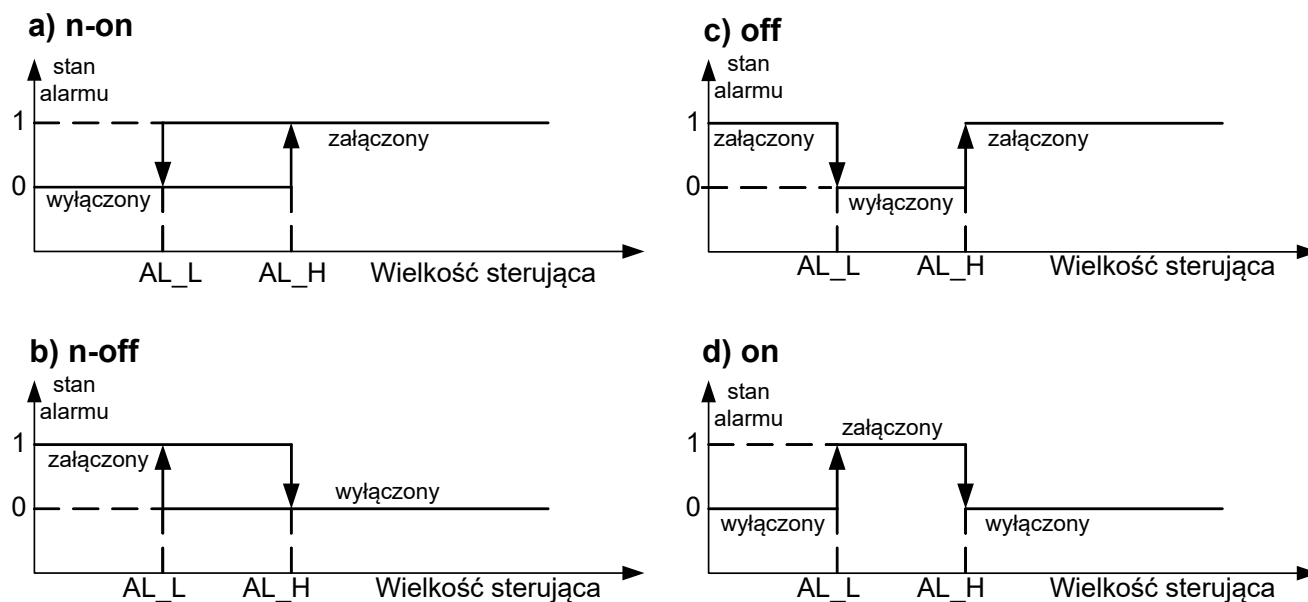 a) n-on
stan
alarmu
1
załączony
0
wyłączony
AL_L
AL_H
Wielkość sterująca
c) off
stan
alarmu
1
załączony
załączony
0
wyłączony
AL_L
AL_H
Wielkość sterująca
b) n-off
stan
alarmu
1
załączony
wyłączony
0
AL_L
AL_H
Wielkość sterująca
d) on
stan
alarmu
załączony
1
0
wyłączony
wyłączony
AL_L
AL_H
Wielkość sterująca